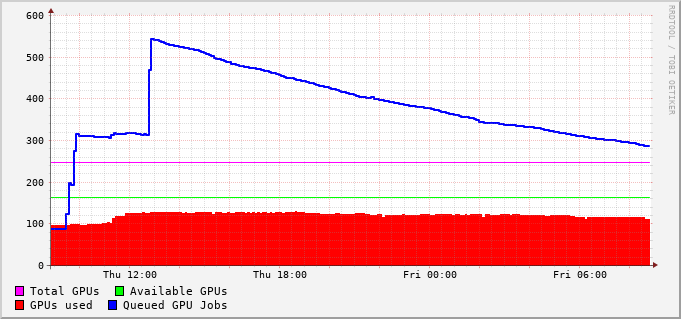 RRDTOOL / TOBI OETIKER
600
500
400
300
200
100
0
Thu 12:00 Thu 18:00 Fri 00:00 Fri 06:00
Total GPUs Available GPUs
GPUs used Queued GPU Jobs